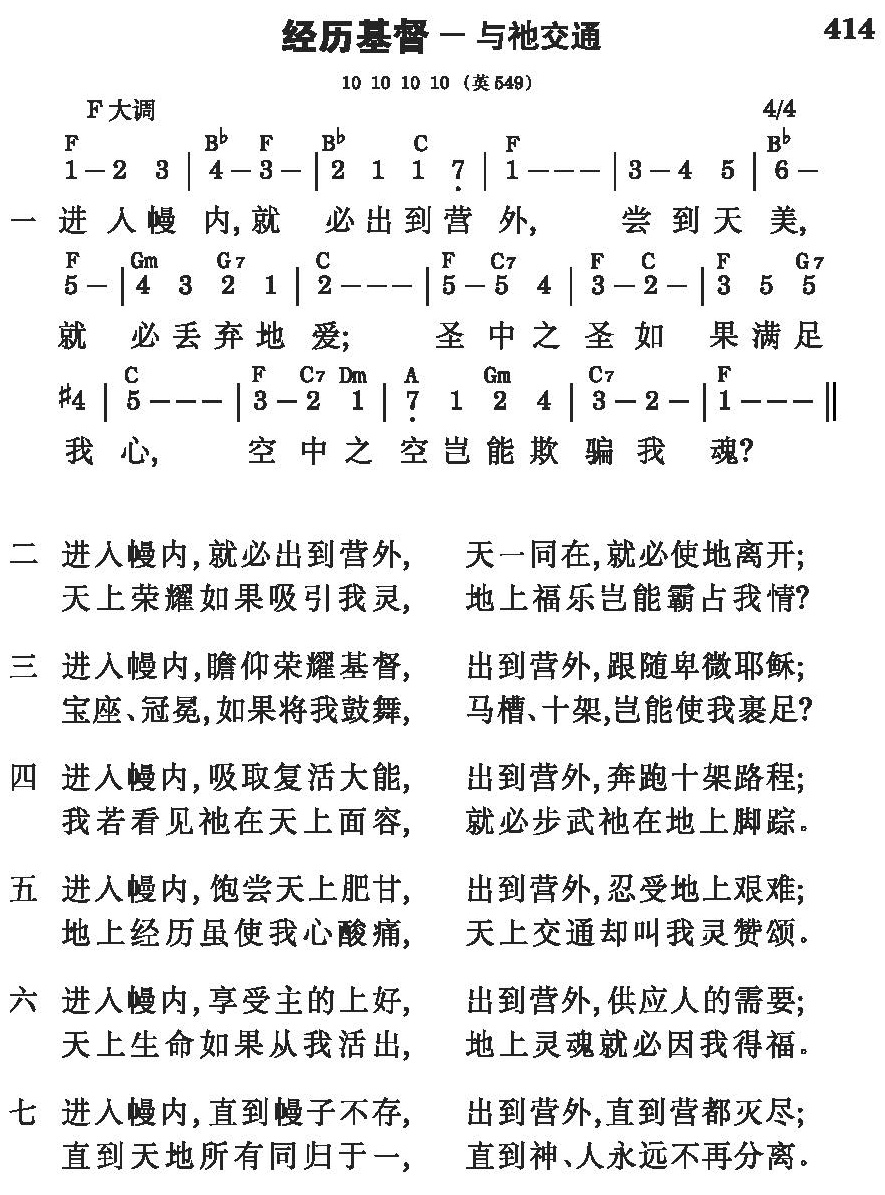 经历基督 — 与祂交通
414
10 10 10 10 (英549)
F大调 4/4
F B♭ F B♭ C F B♭
1 — 2 3 | 4 — 3 — | 2 1 1 7̣ | 1 — — — | 3 — 4 5 | 6 —
一 进 人 幔 内, 就 必 出 到 营 外, 尝 到 天 美,
F Gm G7 C F C7 F C F G7
5 — | 4 3 2 1 | 2 — — — | 5 — 5 4 | 3 — 2 — | 3 5 5
就 必 丢 弃 地 爱; 圣 中 之 圣 如 果 满 足
C F C7 Dm A Gm C7 F
♯4 | 5 — — — | 3 — 2 1 | 7̣ 1 2 4 | 3 — 2 — | 1 — — — ‖
我 心, 空 中 之 空 岂 能 欺 骗 我 魂?
二 进人幔内,就必出到营外, 天一同在,就必使地离开;
天上荣耀如果吸引我灵, 地上福乐岂能霸占我情?
三 进人幔内,瞻仰荣耀基督, 出到营外,跟随卑微耶稣;
宝座、冠冕,如果将我鼓舞, 马槽、十架,岂能使我裹足?
四 进人幔内,吸取复活大能, 出到营外,奔跑十架路程;
我若看见祂在天上面容, 就必步武祂在地上脚踪。
五 进人幔内,饱尝天上肥甘, 出到营外,忍受地上艰难;
地上经历虽使我心酸痛, 天上交通却叫我灵赞颂。
六 进人幔内,享受主的上好, 出到营外,供应人的需要;
天上生命如果从我活出, 地上灵魂就必因我得福。
七 进人幔内,直到幔子不存, 出到营外,直到营都灭尽;
直到天地所有同归于一, 直到神、人永远不再分离。